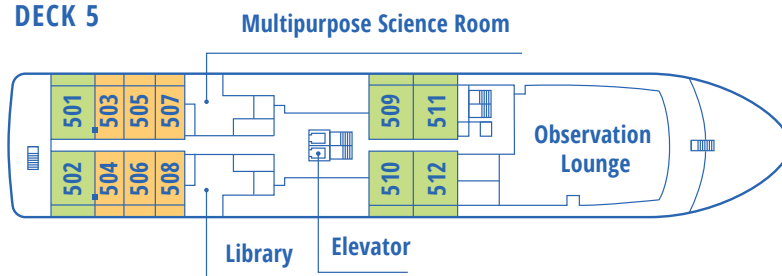 DECK 5
Multipurpose Science Room
501 503 505 507 509 511
Observation
Lounge
502 504 506 508 510 512
Library
Elevator